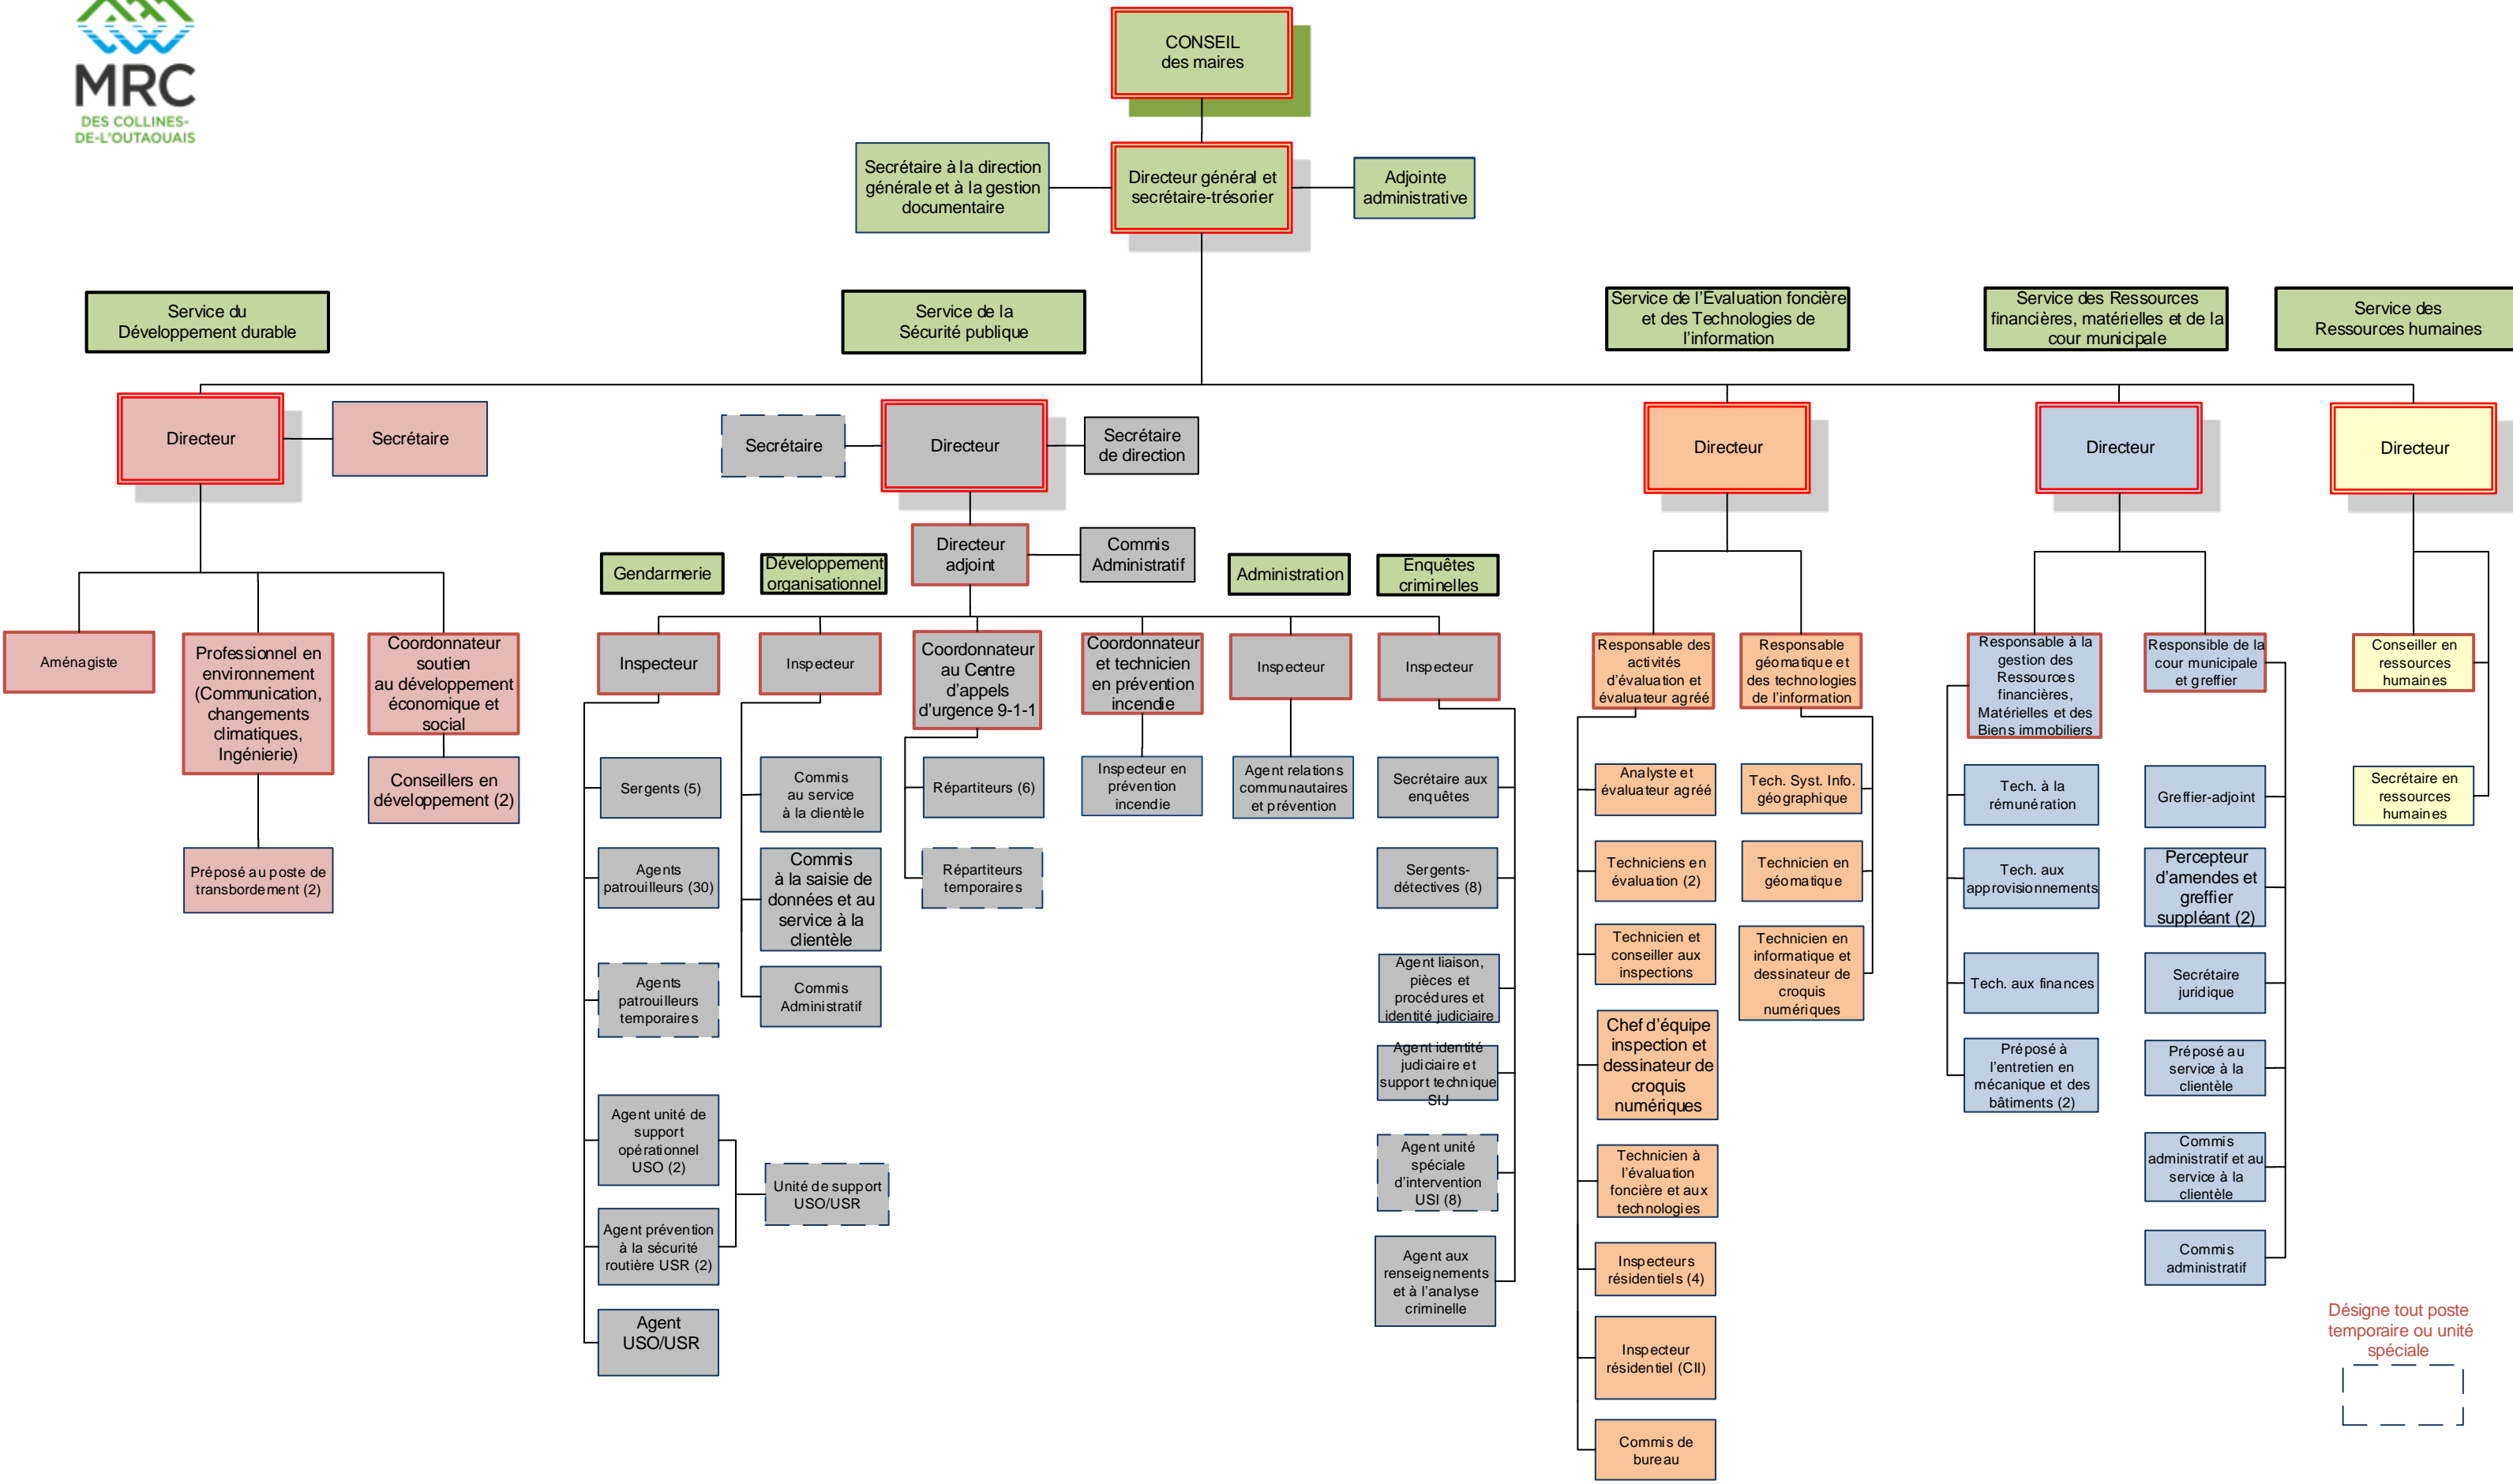 MRC
DES COLLINES-
DE-L'OUTAOUAIS
CONSEIL
des maires
Secrétaire à la direction
générale et à la gestion
documentaire
Directeur général et
secrétaire-trésorier
Adjointe
administrative
Service du
Développement durable
Service de la
Sécurité publique
Service de l'Évaluation foncière
et des Technologies de
l'information
Service des Ressources
financières, matérielles et de la
cour municipale
Service des
Ressources humaines
Directeur
Secrétaire
Secrétaire
Directeur
Secrétaire
de direction
Directeur
Directeur
Directeur
Directeur
adjoint
Commis
Administratif
Gendarmerie
Développement
organisationnel
Administration
Enquêtes
criminelles
Aménagiste
Professionnel en
environnement
(Communication,
changements
climatiques,
Ingénierie)
Coordonnateur
soutien
au développement
économique et
social
Conseillers en
développement (2)
Préposé au poste de
transbordement (2)
Inspecteur
Inspecteur
Coordonnateur
au Centre
d'appels
d'urgence 9-1-1
Coordonnateur
et technicien
en prévention
incendie
Inspecteur
Inspecteur
Sergents (5)
Agents
patrouilleurs (30)
Agents
patrouilleurs
temporaires
Agent unité de
support
opérationnel
USO (2)
Agent prévention
à la sécurité
routière USR (2)
Agent
USO/USR
Unité de support
USO/USR
Commis
au service
à la clientèle
Commis
à la saisie de
données et au
service à la
clientèle
Commis
Administratif
Répartiteurs (6)
Répartiteurs
temporaires
Inspecteur en
prévention
incendie
Agent relations
communautaires
et prévention
Secrétaire aux
enquêtes
Sergents-
détectives (8)
Agent liaison,
pièces et
procédures et
identité judiciaire
Agent identité
judiciaire et
support technique
SIJ
Agent unité
spéciale
d'intervention
USI (8)
Agent aux
renseignements
et à l'analyse
criminelle
Responsable des
activités
d'évaluation et
évaluateur agréé
Responsable
géomatique et
des technologies
de l'information
Analyste et
évaluateur agréé
Techniciens en
évaluation (2)
Technicien et
conseiller aux
inspections
Chef d'équipe
inspection et
dessinateur de
croquis
numériques
Technicien à
l'évaluation
foncière et aux
technologies
Inspecteurs
résidentiels (4)
Inspecteur
résidentiel (CII)
Commis de
bureau
Tech. Syst. Info.
géographique
Technicien en
géomatique
Technicien en
informatique et
dessinateur de
croquis
numériques
Responsable à la
gestion des
Ressources
financières,
Matérielles et des
Biens immobiliers
Responsible de la
cour municipale
et greffier
Tech. à la
rémunération
Tech. aux
approvisionnements
Tech. aux finances
Préposé à
l'entretien en
mécanique et des
bâtiments (2)
Greffier-adjoint
Percepteur
d'amendes et
greffier
suppléant (2)
Secrétaire
juridique
Préposé au
service à la
clientèle
Commis
administratif et au
service à la
clientèle
Commis
administratif
Conseiller en
ressources
humaines
Secrétaire en
ressources
humaines
Désigne tout poste
temporaire ou unité
spéciale